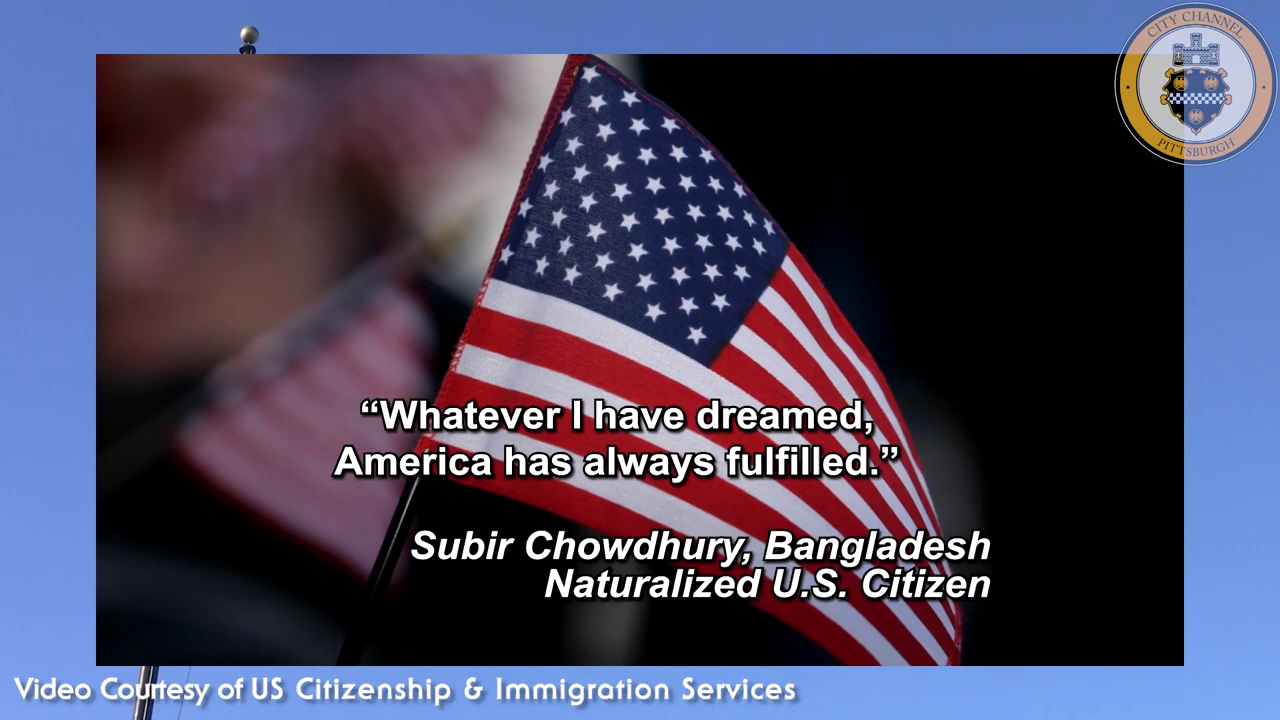 CITY CHANNEL
PITTSBURGH
“Whatever I have dreamed,
America has always fulfilled.”
Subir Chowdhury, Bangladesh
Naturalized U.S. Citizen
Video Courtesy of US Citizenship & Immigration Services